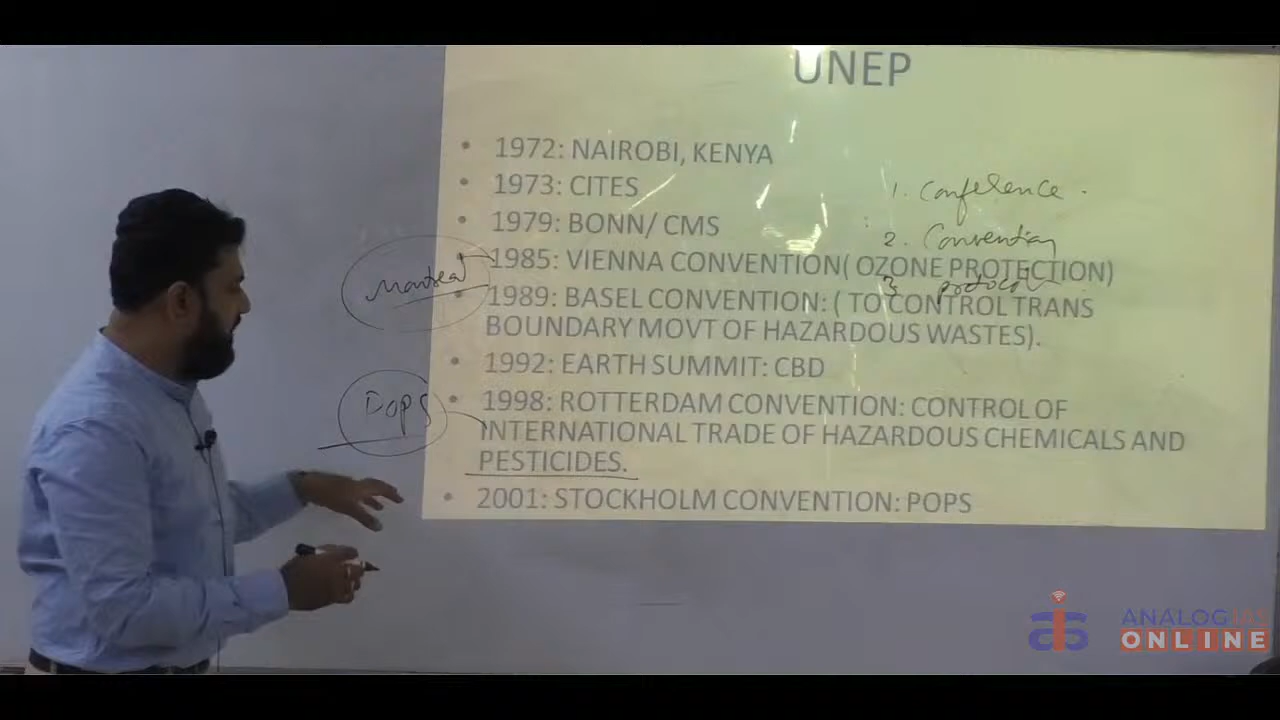 UNEP
• 1972: NAIROBI, KENYA
• 1973: CITES
1. Conference.
• 1979: BONN/ CMS
2. Convention
• 1985: VIENNA CONVENTION( OZONE PROTECTION)
Montreal
3 protocol
• 1989: BASEL CONVENTION: ( TO CONTROL TRANS
BOUNDARY MOVT OF HAZARDOUS WASTES).
• 1992: EARTH SUMMIT: CBD
POPS
• 1998: ROTTERDAM CONVENTION: CONTROL OF
INTERNATIONAL TRADE OF HAZARDOUS CHEMICALS AND
PESTICIDES.
• 2001: STOCKHOLM CONVENTION: POPS
ANALOG IAS
ONLINE